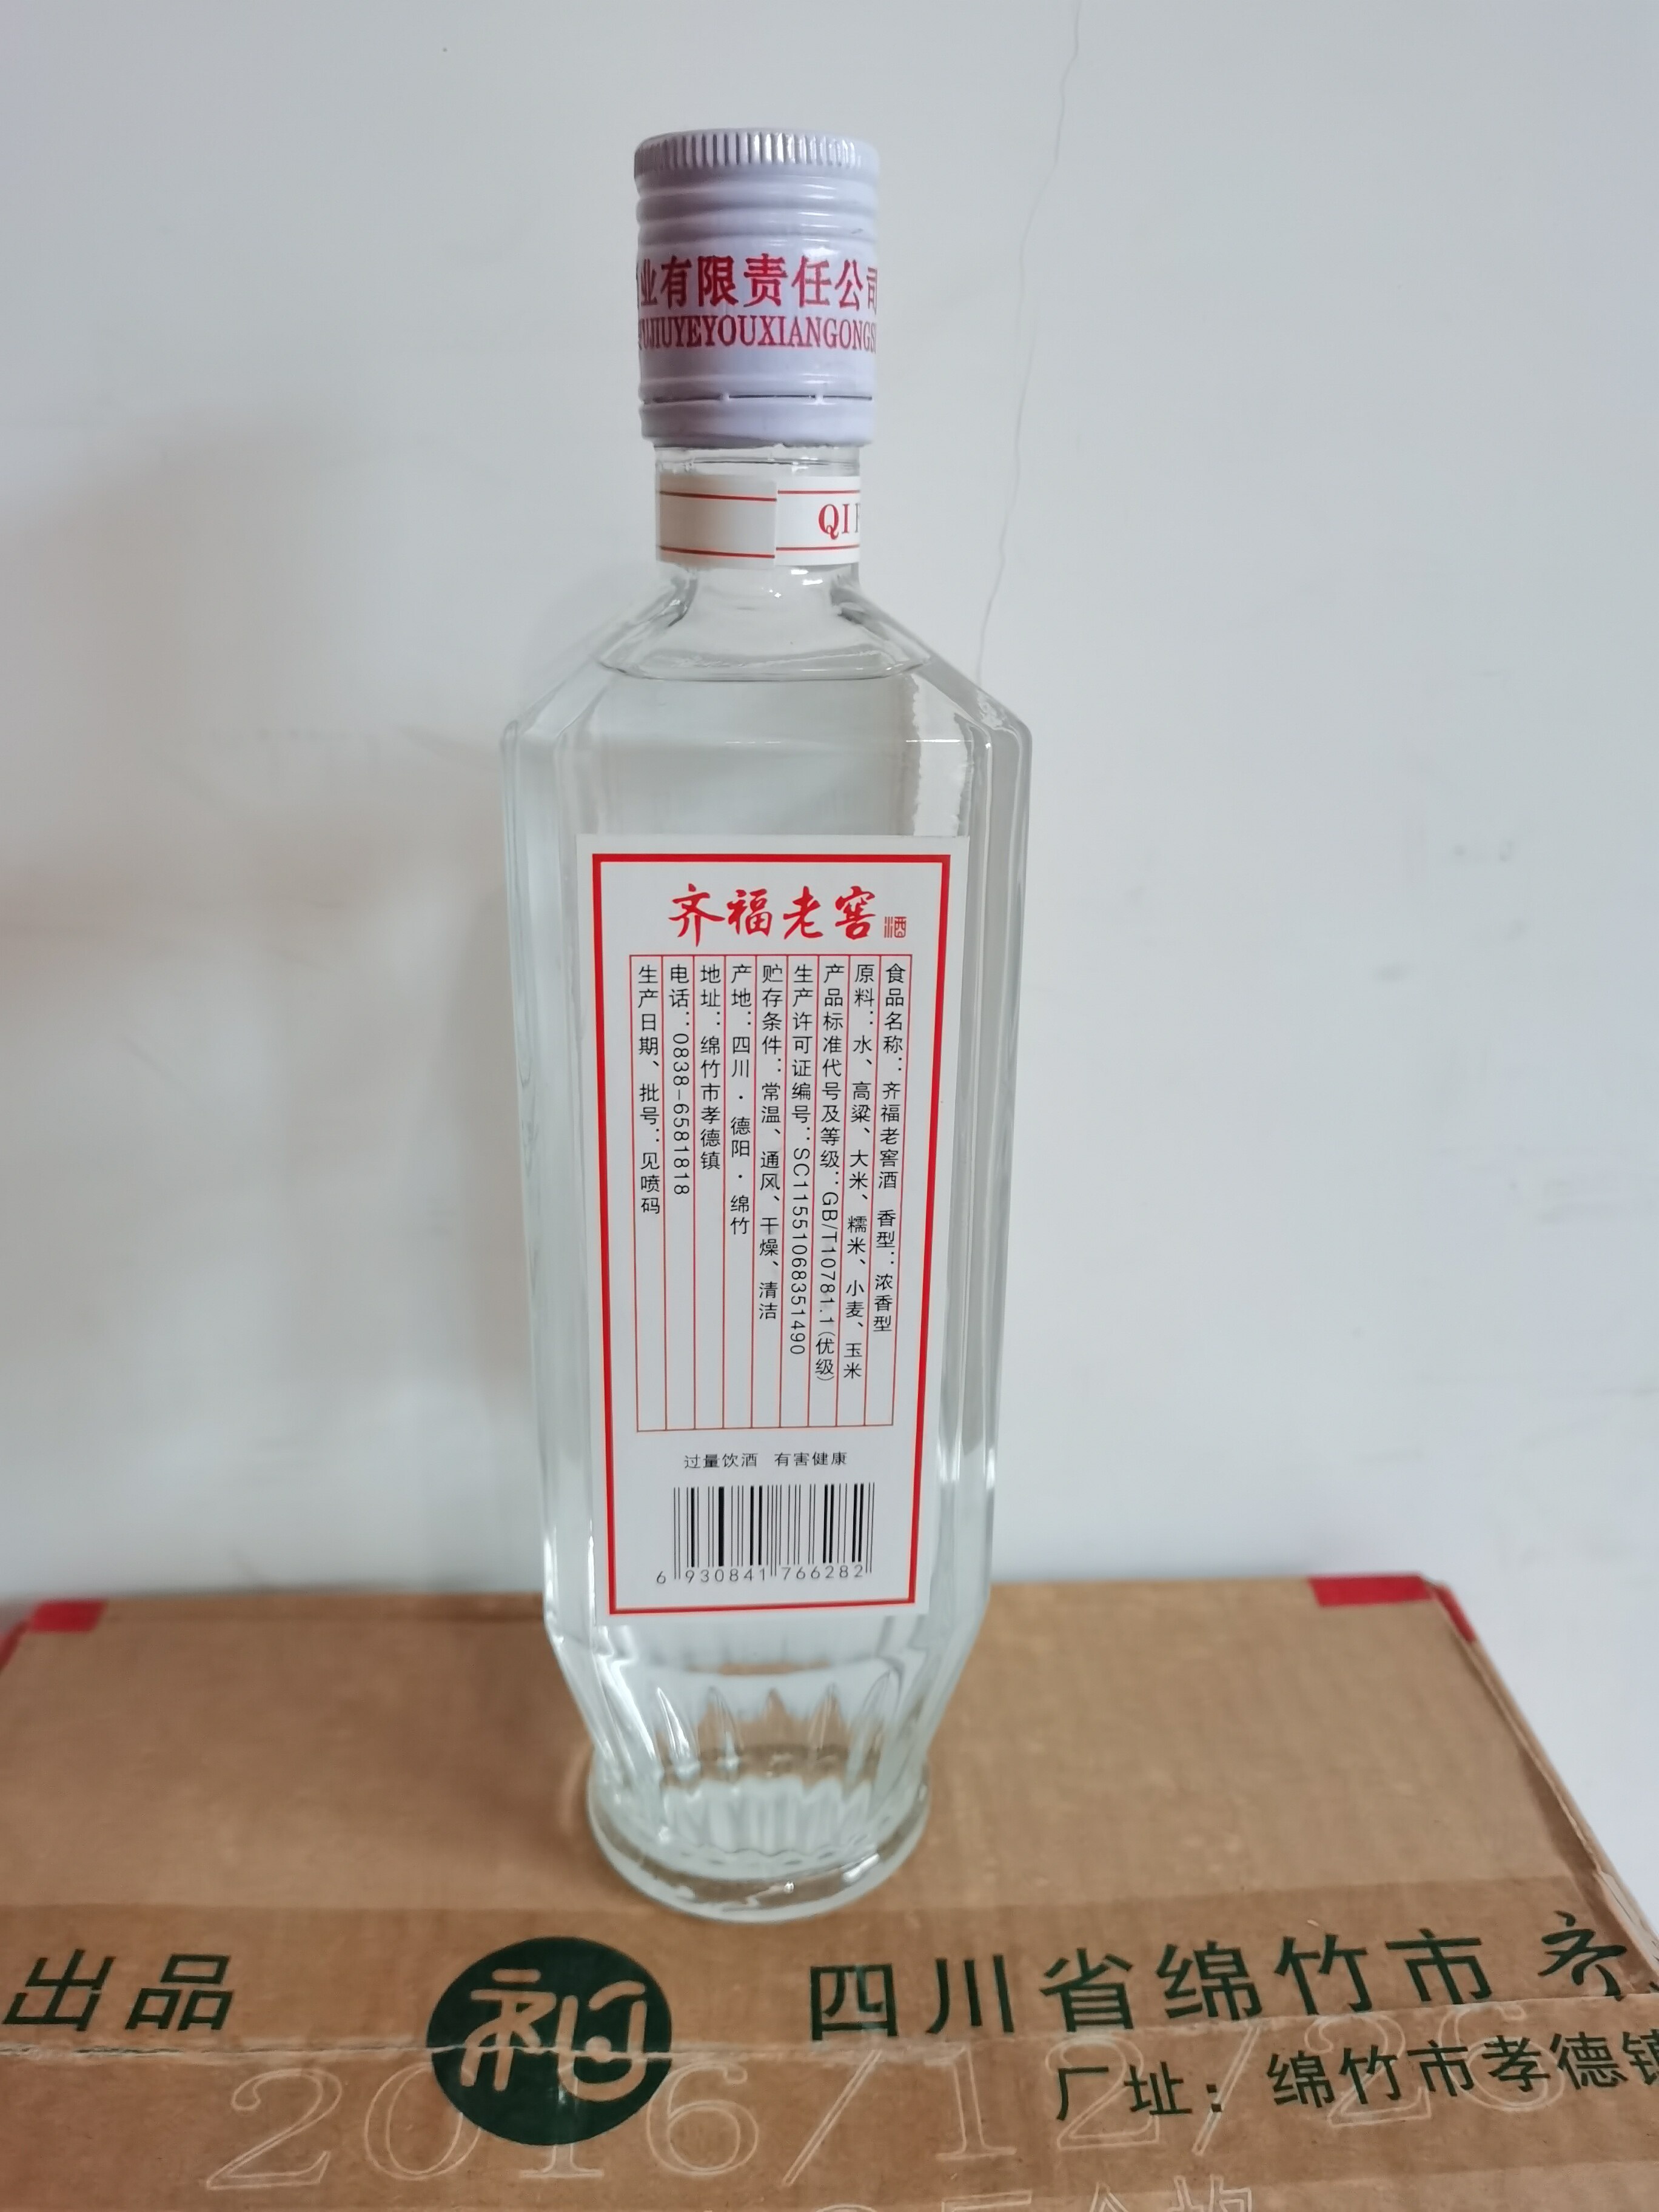 业有限责任公司
UJIUYEYOUXIANGONGS
QI
齐福老窖酒
食品名称：齐福老窖酒 香型：浓香型
原料：水、高粱、大米、糯米、小麦、玉米
产品标准代号及等级：GB/T10781.1(优级)
生产许可证编号：SC11551068351490
贮存条件：常温、通风、干燥、清洁
产地：四川·德阳·绵竹
地址：绵竹市孝德镇
电话：0838-6581818
生产日期、批号：见喷码
过量饮酒 有害健康
6 930841 766282
出品
四川省绵竹市齐
厂址：绵竹市孝德镇
2016/12/26